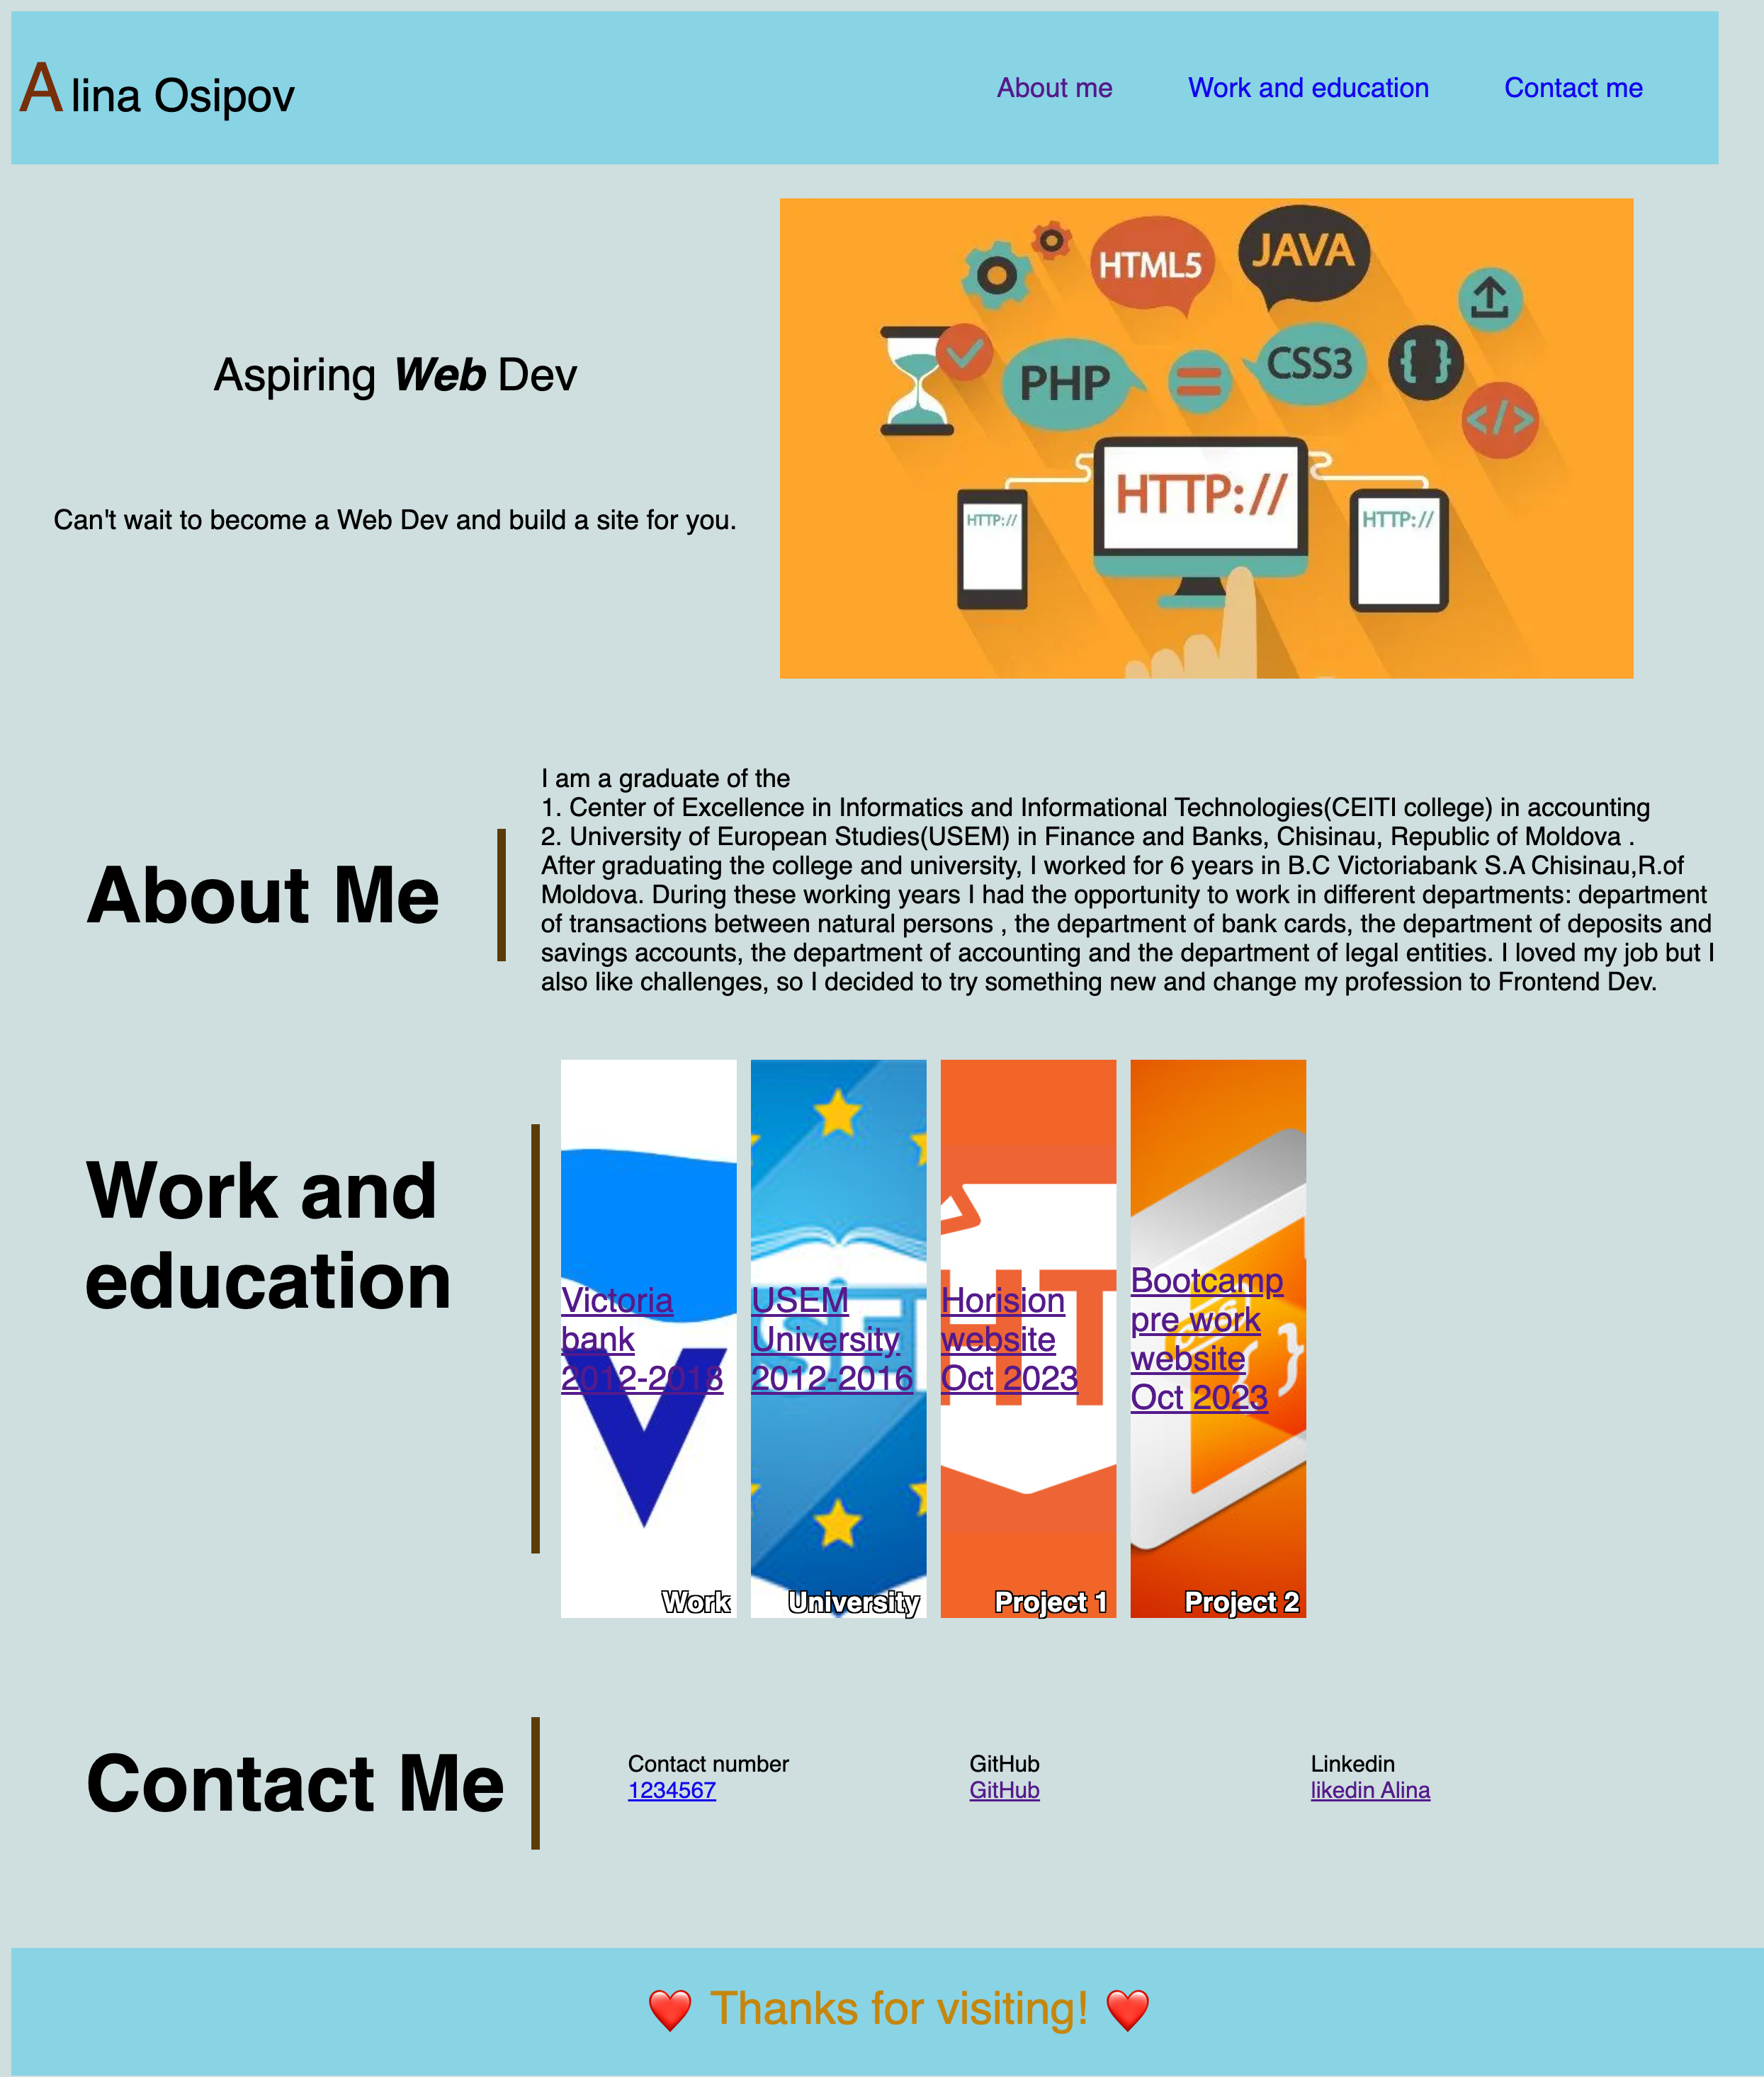 Alina Osipov
About me
Work and education
Contact me
HTML5
JAVA
PHP
CSS3
{ }
</>
HTTP://
HTTP://
HTTP://
Aspiring Web Dev
Can't wait to become a Web Dev and build a site for you.
About Me
I am a graduate of the
1. Center of Excellence in Informatics and Informational Technologies(CEITI college) in accounting
2. University of European Studies(USEM) in Finance and Banks, Chisinau, Republic of Moldova .
After graduating the college and university, I worked for 6 years in B.C Victoriabank S.A Chisinau,R.of
Moldova. During these working years I had the opportunity to work in different departments: department
of transactions between natural persons , the department of bank cards, the department of deposits and
savings accounts, the department of accounting and the department of legal entities. I loved my job but I
also like challenges, so I decided to try something new and change my profession to Frontend Dev.
Work and
education
Victoria
bank
2012-2018
Work
USEM
University
2012-2016
University
Horision
website
Oct 2023
HT
Project 1
Bootcamp
pre work
website
Oct 2023
Project 2
Contact Me
Contact number
1234567
GitHub
GitHub
Linkedin
likedin Alina
❤️ Thanks for visiting! ❤️